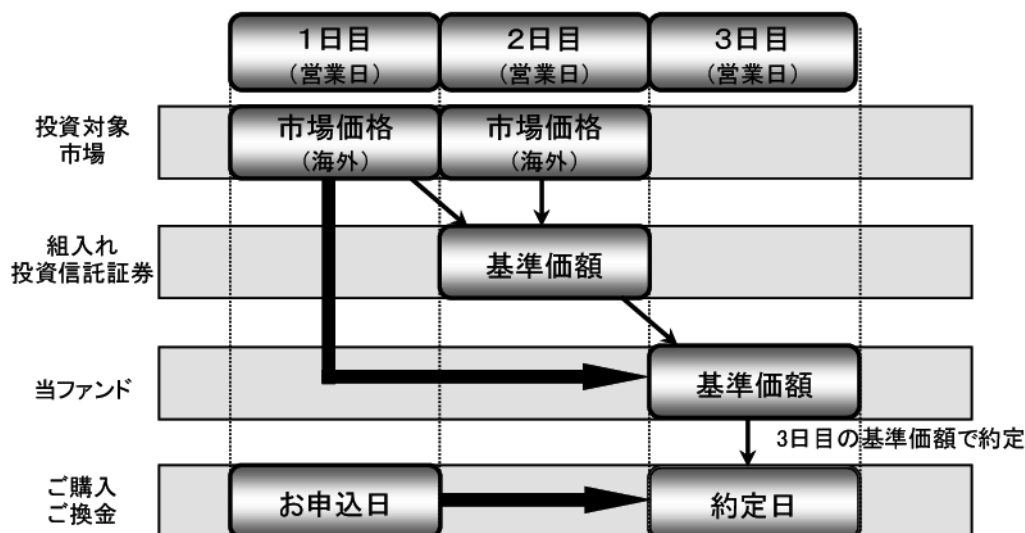 1日目
(営業日)
2日目
(営業日)
3日目
(営業日)
投資対象
市場
市場価格
(海外)
市場価格
(海外)
組入れ
投資信託証券
基準価額
当ファンド
基準価額
3日目の基準価額で約定
ご購入
ご換金
お申込日
約定日